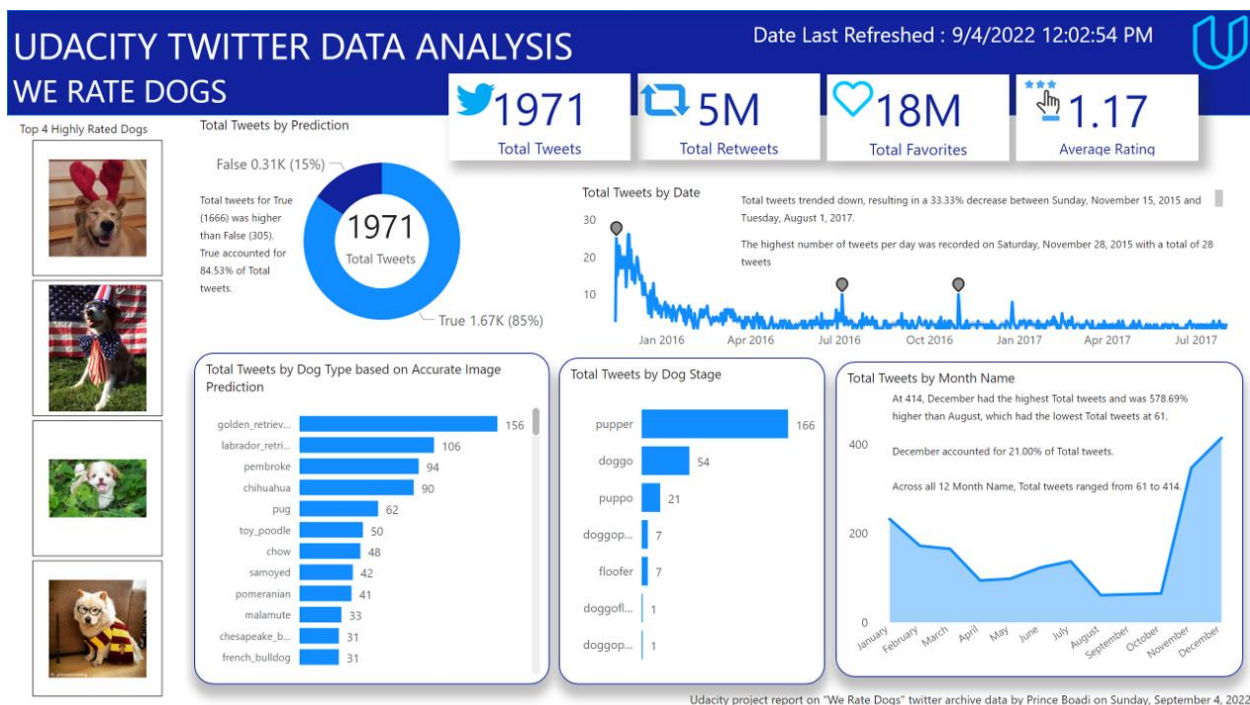 UDACITY TWITTER DATA ANALYSIS
WE RATE DOGS
Date Last Refreshed : 9/4/2022 12:02:54 PM
1971
Total Tweets
5M
Total Retweets
18M
Total Favorites
1.17
Average Rating
Top 4 Highly Rated Dogs
Total Tweets by Prediction
False 0.31K (15%)
Total tweets for True
(1666) was higher
than False (305).
True accounted for
84.53% of Total
tweets.
1971
Total Tweets
True 1.67K (85%)
Total Tweets by Date
Total tweets trended down, resulting in a 33.33% decrease between Sunday, November 15, 2015 and
Tuesday, August 1, 2017.
The highest number of tweets per day was recorded on Saturday, November 28, 2015 with a total of 28
tweets
30
20
10
Jan 2016
Apr 2016
Jul 2016
Oct 2016
Jan 2017
Apr 2017
Jul 2017
Total Tweets by Dog Type based on Accurate Image
Prediction
golden_retriev... 156
labrador_retri... 106
pembroke 94
chihuahua 90
pug 62
toy_poodle 50
chow 48
samoyed 42
pomeranian 41
malamute 33
chesapeake_b... 31
french_bulldog 31
Total Tweets by Dog Stage
pupper 166
doggo 54
puppo 21
doggop... 7
floofer 7
doggofl... 1
doggop... 1
Total Tweets by Month Name
At 414, December had the highest Total tweets and was 578.69%
higher than August, which had the lowest Total tweets at 61.
December accounted for 21.00% of Total tweets.
Across all 12 Month Name, Total tweets ranged from 61 to 414.
400
200
0
January
February
March
April
May
June
July
August
September
October
November
December
Udacity project report on "We Rate Dogs" twitter archive data by Prince Boadi on Sunday, September 4, 2022